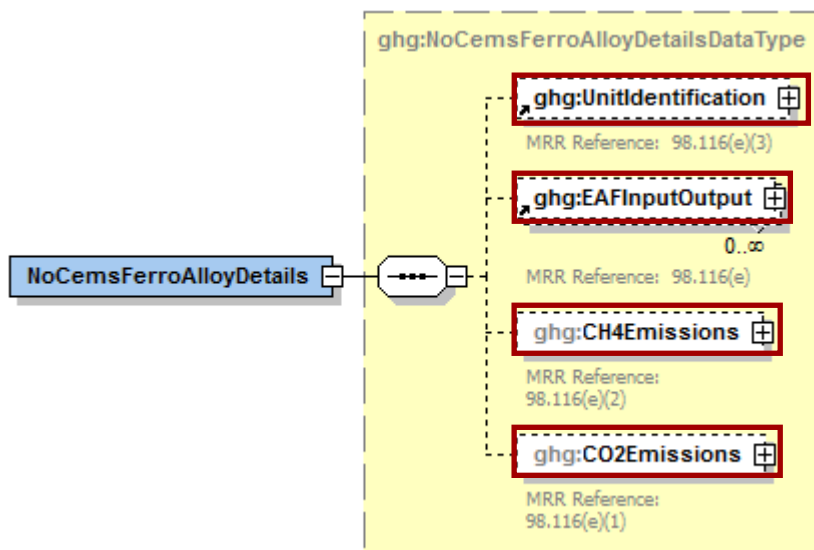 ghg:NoCemsFerroAlloyDetailsDataType
ghg:UnitIdentification
MRR Reference: 98.116(e)(3)
ghg:EAFInputOutput
0..∞
MRR Reference: 98.116(e)
NoCemsFerroAlloyDetails
ghg:CH4Emissions
MRR Reference:
98.116(e)(2)
ghg:CO2Emissions
MRR Reference:
98.116(e)(1)